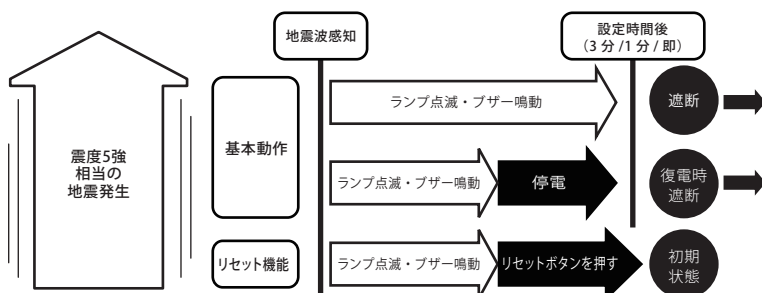 地震波感知
設定時間後
（3 分 /1 分 / 即）
震度5強
相当の
地震発生
基本動作
ランプ点滅・ブザー鳴動
遮断
ランプ点滅・ブザー鳴動
停電
復電時
遮断
リセット機能
ランプ点滅・ブザー鳴動
リセットボタンを押す
初期
状態